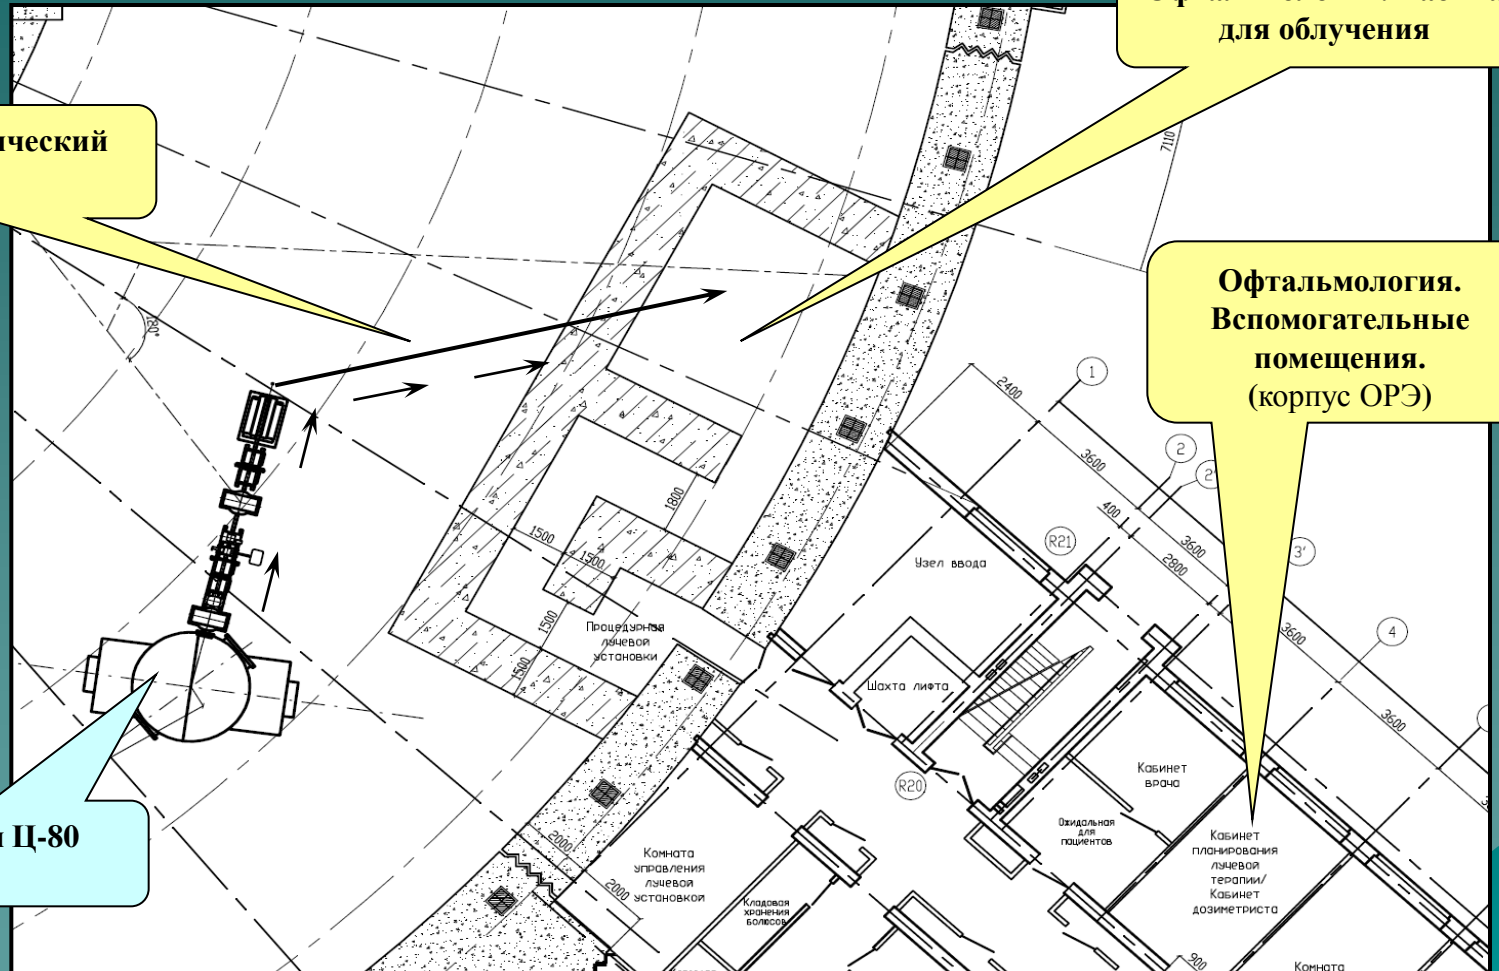 для облучения
7110
Офтальмология.
Вспомогательные
помещения.
(корпус ОРЭ)
120°
1
2400
2
3600
400
3600
2800
3'
R21
1800
1500
1500
1500
1500
Узел ввода
Процедурная
лучевой
установки
Шахта лифта
3600
4
3600
R20
Кабинет
врача
Ожидальная
для
пациентов
Ц-80
2000
2000
Комната
управления
лучевой
установкой
Кладовая
хранения
болюсов
Кабинет
планирования
лучевой
терапии/
Кабинет
дозиметриста
900
Комната